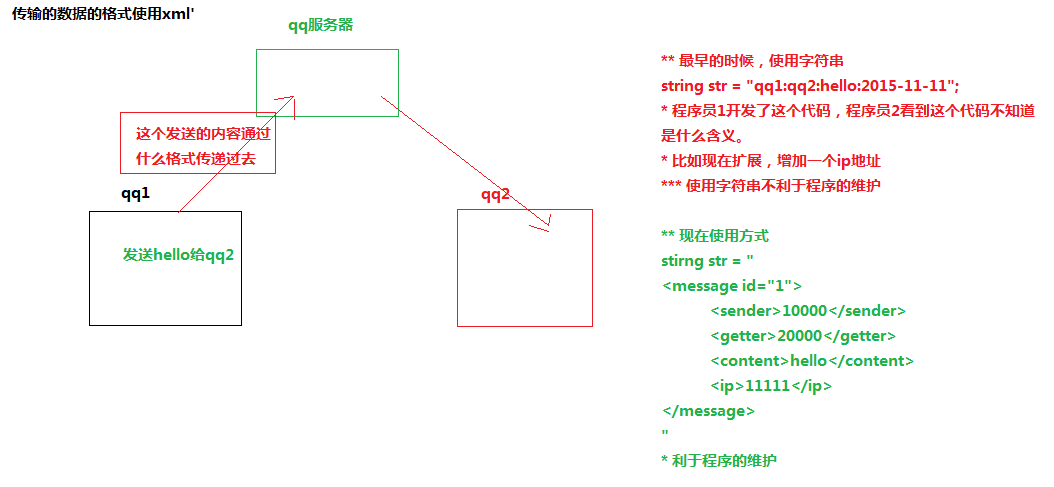 传输的数据的格式使用xml'
qq服务器
这个发送的内容通过
什么格式传递过去
qq1
qq2
发送hello给qq2
** 最早的时候，使用字符串
string str = "qq1:qq2:hello:2015-11-11";
* 程序员1开发了这个代码，程序员2看到这个代码不知道
是什么含义。
* 比如现在扩展，增加一个ip地址
*** 使用字符串不利于程序的维护
** 现在使用方式
stirng str = "
<message id="1">
<sender>10000</sender>
<getter>20000</getter>
<content>hello</content>
<ip>11111</ip>
</message>
"
* 利于程序的维护